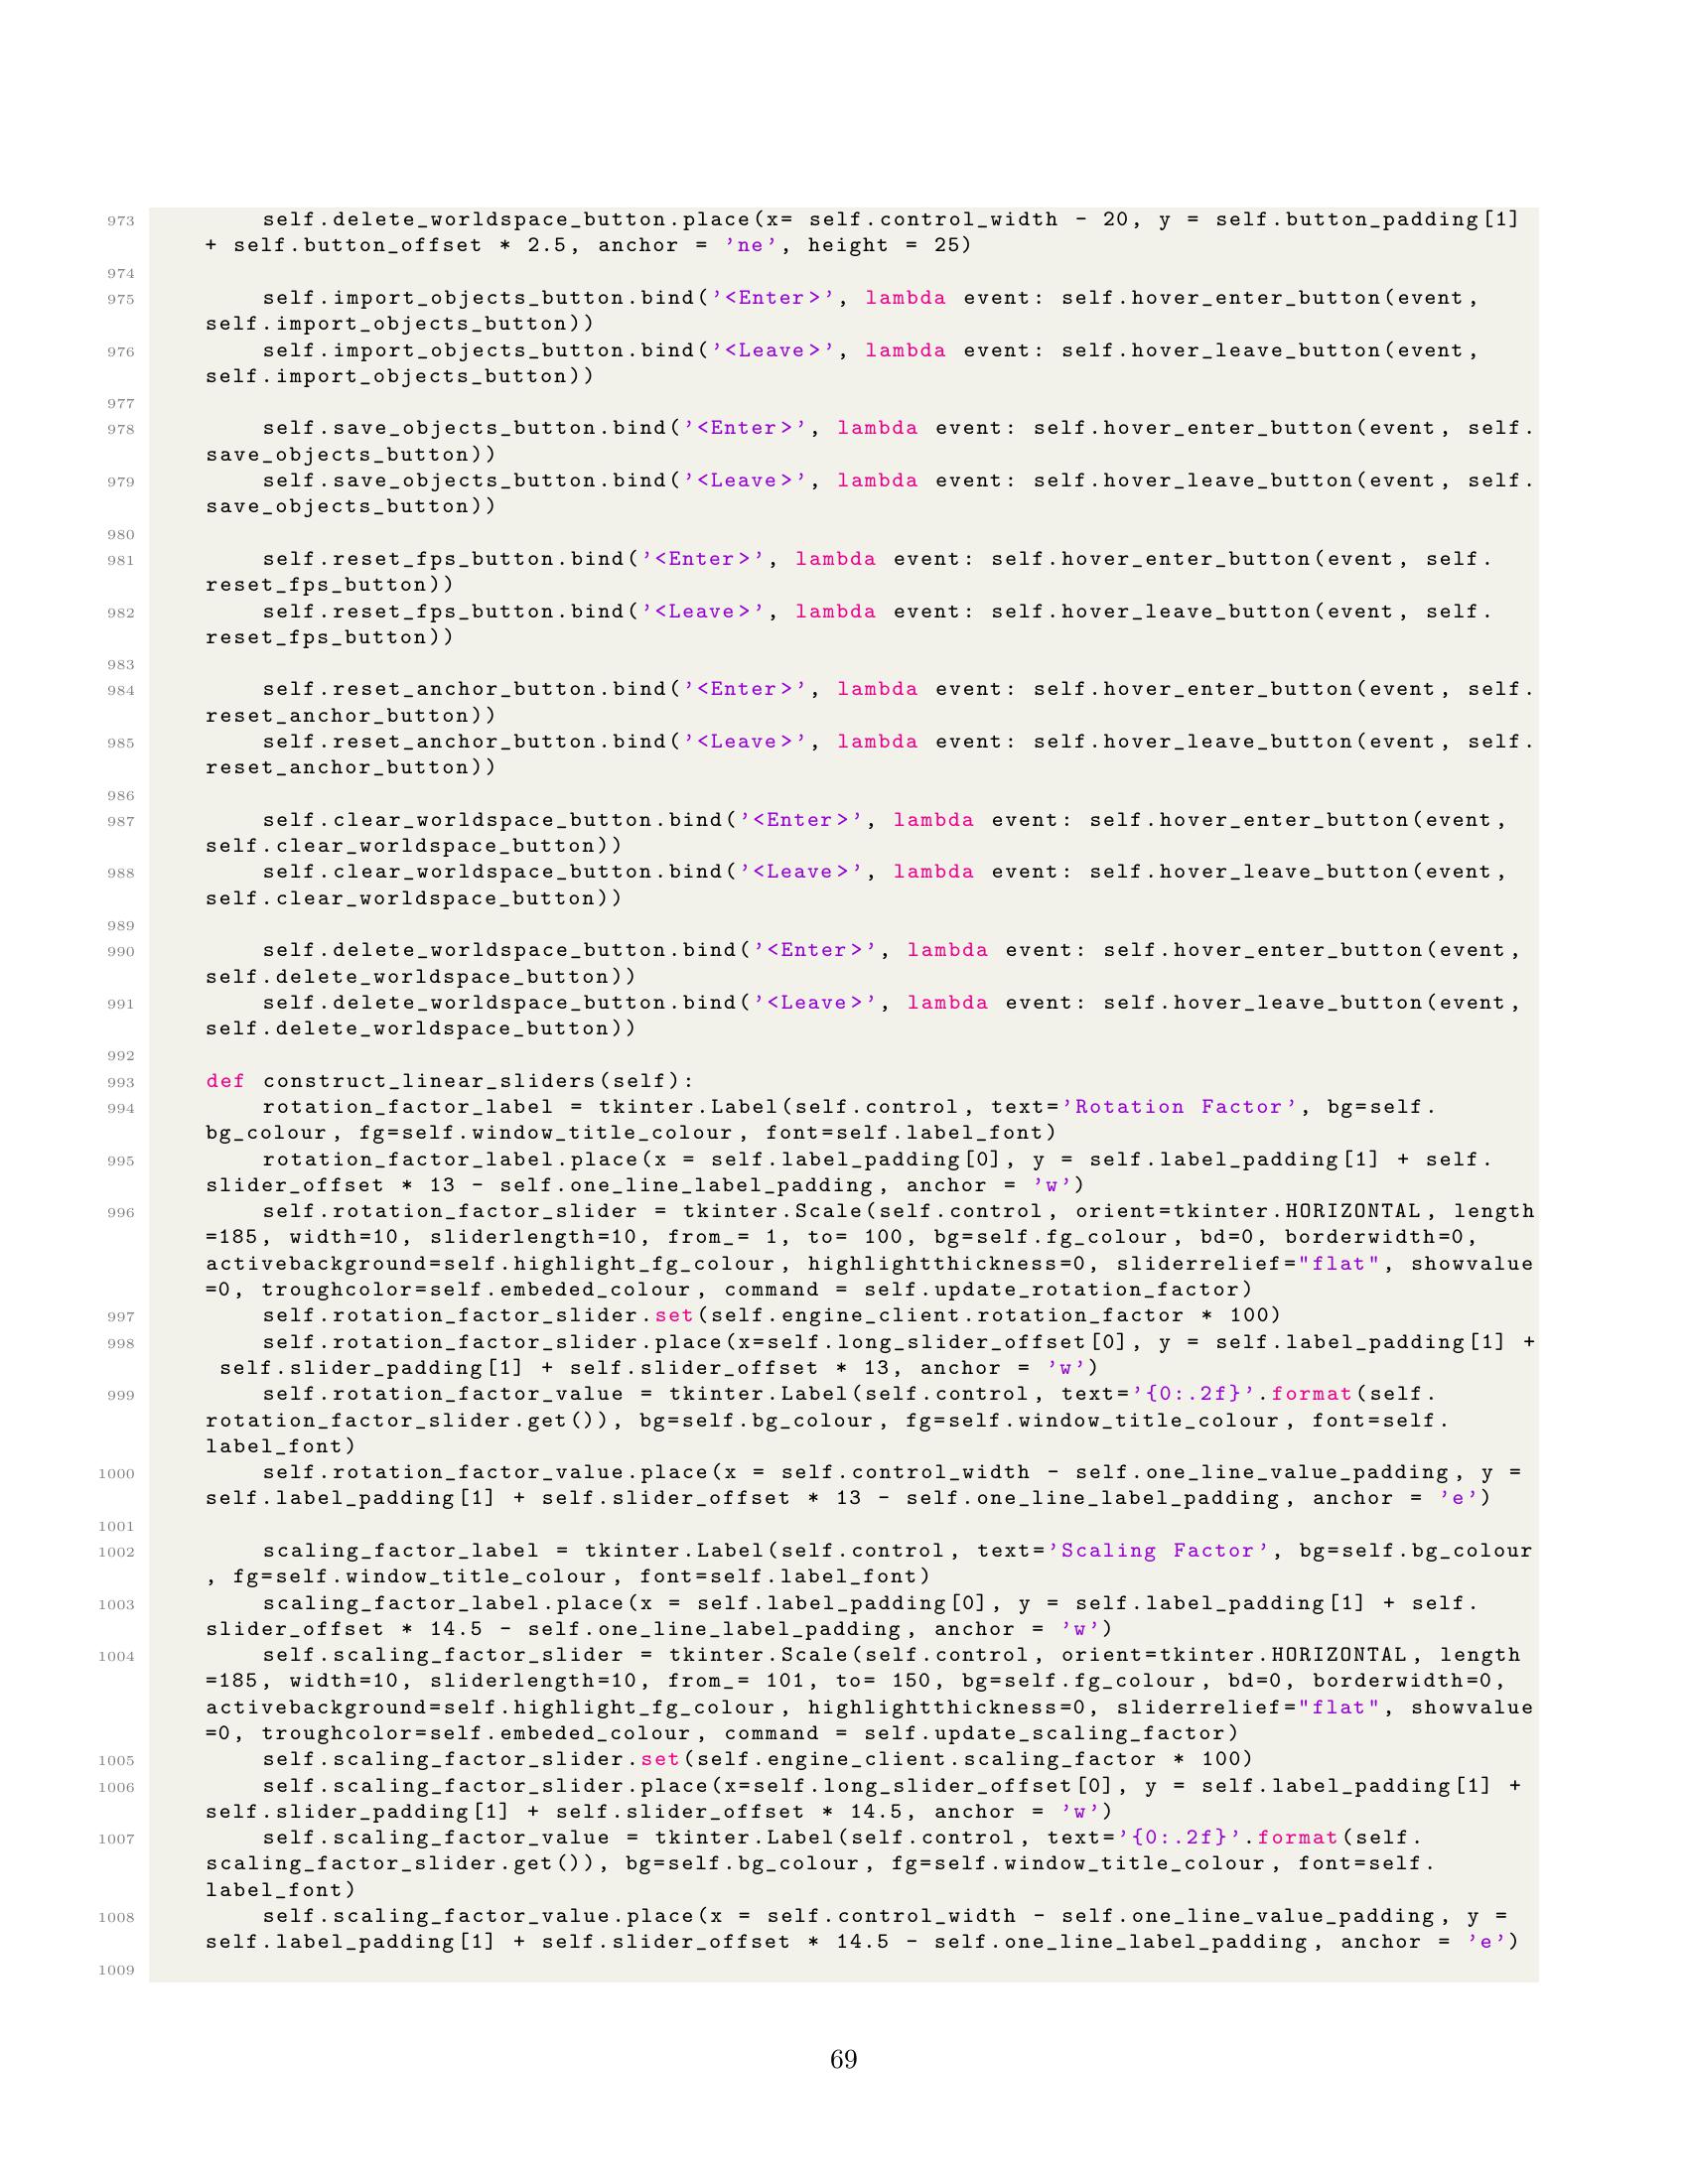 973         self.delete_worldspace_button.place(x= self.control_width - 20, y = self.button_padding[1]
+ self.button_offset * 2.5, anchor = 'ne', height = 25)
974
975         self.import_objects_button.bind('<Enter>', lambda event: self.hover_enter_button(event,
self.import_objects_button))
976         self.import_objects_button.bind('<Leave>', lambda event: self.hover_leave_button(event,
self.import_objects_button))
977
978         self.save_objects_button.bind('<Enter>', lambda event: self.hover_enter_button(event, self.
save_objects_button))
979         self.save_objects_button.bind('<Leave>', lambda event: self.hover_leave_button(event, self.
save_objects_button))
980
981         self.reset_fps_button.bind('<Enter>', lambda event: self.hover_enter_button(event, self.
reset_fps_button))
982         self.reset_fps_button.bind('<Leave>', lambda event: self.hover_leave_button(event, self.
reset_fps_button))
983
984         self.reset_anchor_button.bind('<Enter>', lambda event: self.hover_enter_button(event, self.
reset_anchor_button))
985         self.reset_anchor_button.bind('<Leave>', lambda event: self.hover_leave_button(event, self.
reset_anchor_button))
986
987         self.clear_worldspace_button.bind('<Enter>', lambda event: self.hover_enter_button(event,
self.clear_worldspace_button))
988         self.clear_worldspace_button.bind('<Leave>', lambda event: self.hover_leave_button(event,
self.clear_worldspace_button))
989
990         self.delete_worldspace_button.bind('<Enter>', lambda event: self.hover_enter_button(event,
self.delete_worldspace_button))
991         self.delete_worldspace_button.bind('<Leave>', lambda event: self.hover_leave_button(event,
self.delete_worldspace_button))
992
993     def construct_linear_sliders(self):
994         rotation_factor_label = tkinter.Label(self.control, text='Rotation Factor', bg=self.
bg_colour, fg=self.window_title_colour, font=self.label_font)
995         rotation_factor_label.place(x = self.label_padding[0], y = self.label_padding[1] + self.
slider_offset * 13 - self.one_line_label_padding, anchor = 'w')
996         self.rotation_factor_slider = tkinter.Scale(self.control, orient=tkinter.HORIZONTAL, length
=185, width=10, sliderlength=10, from_= 1, to= 100, bg=self.fg_colour, bd=0, borderwidth=0,
activebackground=self.highlight_fg_colour, highlightthickness=0, sliderrelief="flat", showvalue
=0, troughcolor=self.embeded_colour, command = self.update_rotation_factor)
997         self.rotation_factor_slider.set(self.engine_client.rotation_factor * 100)
998         self.rotation_factor_slider.place(x=self.long_slider_offset[0], y = self.label_padding[1] +
self.slider_padding[1] + self.slider_offset * 13, anchor = 'w')
999         self.rotation_factor_value = tkinter.Label(self.control, text='{0:.2f}'.format(self.
rotation_factor_slider.get()), bg=self.bg_colour, fg=self.window_title_colour, font=self.
label_font)
1000         self.rotation_factor_value.place(x = self.control_width - self.one_line_value_padding, y =
self.label_padding[1] + self.slider_offset * 13 - self.one_line_label_padding, anchor = 'e')
1001
1002         scaling_factor_label = tkinter.Label(self.control, text='Scaling Factor', bg=self.bg_colour
, fg=self.window_title_colour, font=self.label_font)
1003         scaling_factor_label.place(x = self.label_padding[0], y = self.label_padding[1] + self.
slider_offset * 14.5 - self.one_line_label_padding, anchor = 'w')
1004         self.scaling_factor_slider = tkinter.Scale(self.control, orient=tkinter.HORIZONTAL, length
=185, width=10, sliderlength=10, from_= 101, to= 150, bg=self.fg_colour, bd=0, borderwidth=0,
activebackground=self.highlight_fg_colour, highlightthickness=0, sliderrelief="flat", showvalue
=0, troughcolor=self.embeded_colour, command = self.update_scaling_factor)
1005         self.scaling_factor_slider.set(self.engine_client.scaling_factor * 100)
1006         self.scaling_factor_slider.place(x=self.long_slider_offset[0], y = self.label_padding[1] +
self.slider_padding[1] + self.slider_offset * 14.5, anchor = 'w')
1007         self.scaling_factor_value = tkinter.Label(self.control, text='{0:.2f}'.format(self.
scaling_factor_slider.get()), bg=self.bg_colour, fg=self.window_title_colour, font=self.
label_font)
1008         self.scaling_factor_value.place(x = self.control_width - self.one_line_value_padding, y =
self.label_padding[1] + self.slider_offset * 14.5 - self.one_line_label_padding, anchor = 'e')
1009
69